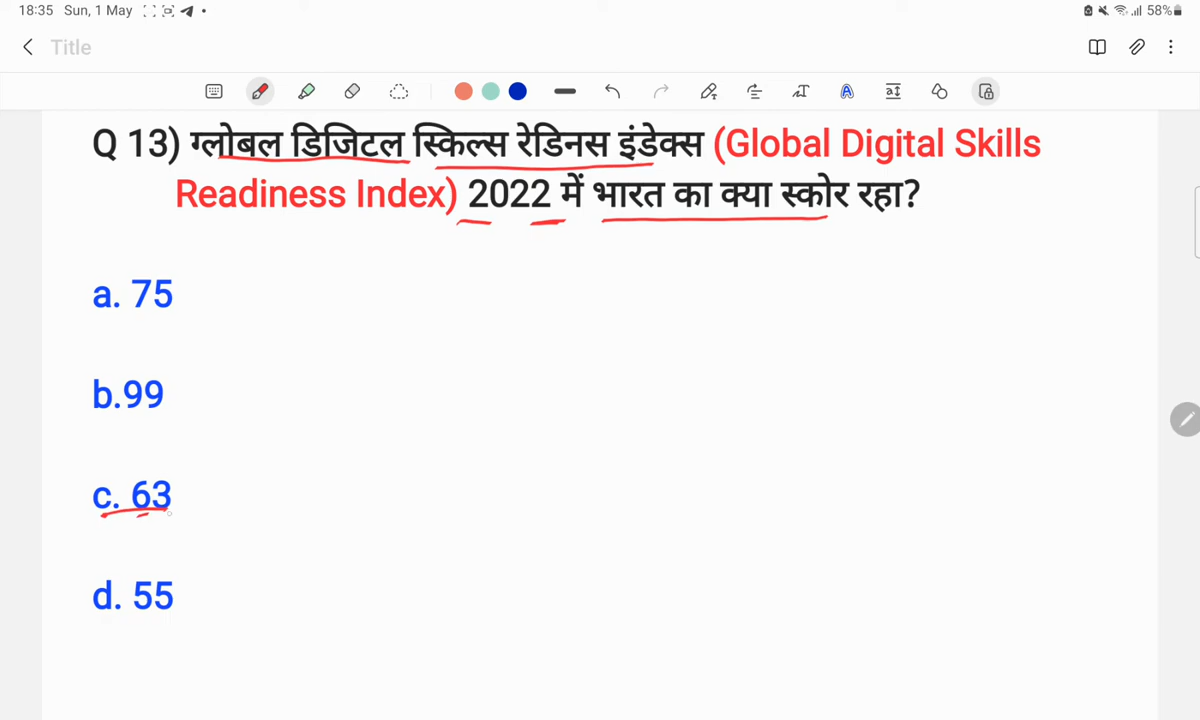 18:35 Sun, 1 May 58%
Title
Q 13) ग्लोबल डिजिटल स्किल्स रेडिनस इंडेक्स (Global Digital Skills
Readiness Index) 2022 में भारत का क्या स्कोर रहा?
a. 75
b.99
c. 63
d. 55